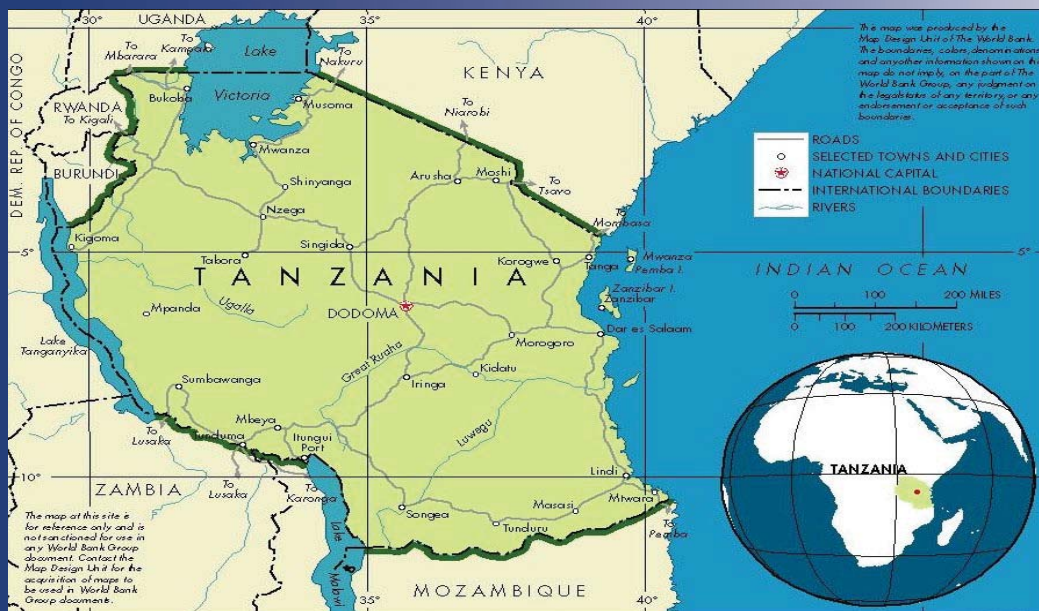 30°
35°
40°
UGANDA
To
Kampala
To
Mbarara
Lake
Victoria
To
Nakuru
KENYA
This map was produced by the
Map Design Unit of The World Bank.
The boundaries, colors, denominations
and any other information shown on the
map do not imply, on the part of The
World Bank Group, any judgment on
the legal status of any territory, or any
endorsement or acceptance of such
boundaries.
DEM. REP. OF CONGO
RWANDA
To Kigali
BURUNDI
Bukoba
Musoma
Mwanza
Shinyanga
Nzega
To
Niarobi
Arusha
Moshi
To
Tsavo
To
Mombasa
ROADS
SELECTED TOWNS AND CITIES
NATIONAL CAPITAL
INTERNATIONAL BOUNDARIES
RIVERS
Kigoma
5°
Tabora
Singida
TANZANIA
Korogwe
Tanga
Mwanza
Pemba I.
5°
INDIAN OCEAN
Zanzibar I.
Zanzibar
0 100 200 MILES
0 100 200 KILOMETERS
Mpanda
Ugalla
DODOMA
Dar es Salaam
Morogoro
Lake
Tanganyika
Great Ruaha
Kidatu
Iringa
Sumbawanga
Mbeya
Luwegu
To
Lusaka
Tunduma
Itungui
Port
To
Lusaka
To
Karonga
10°
ZAMBIA
Lindi
Mtwara
Masasi
Songea
Tunduru
To
Pemba
Lake
Malawi
MOZAMBIQUE
35°
40°
The map at this site is
for reference only and is
not sanctioned for use in
any World Bank Group
document. Contact the
Map Design Unit for the
acquisition of maps to
be used in World Bank
Group documents.
30°
TANZANIA